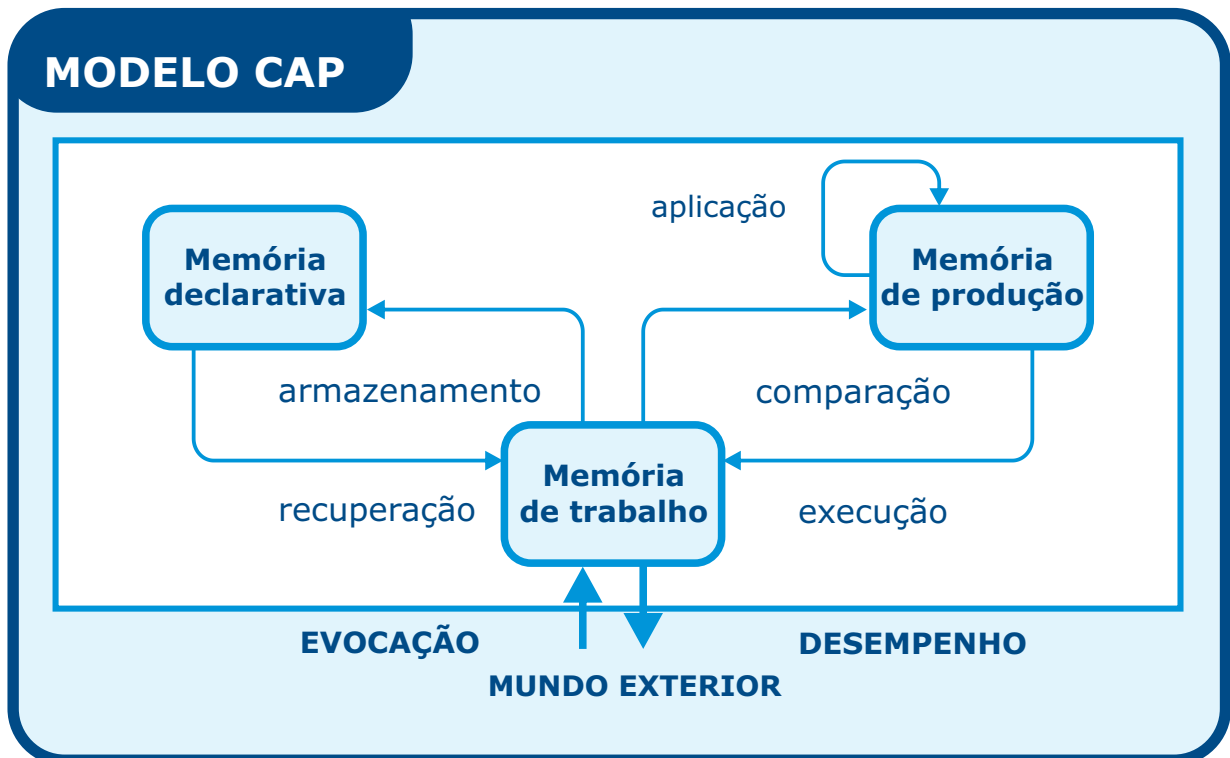 MODELO CAP
aplicação
Memória
declarativa
Memória
de produção
armazenamento
comparação
Memória
de trabalho
recuperação
execução
EVOCAÇÃO
DESEMPENHO
MUNDO EXTERIOR